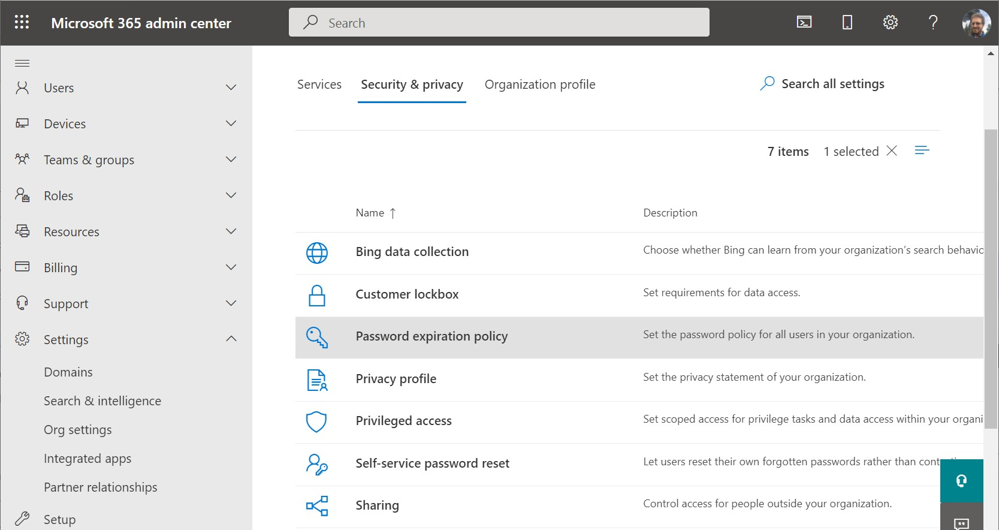 Microsoft 365 admin center
Search
Users
Devices
Teams & groups
Roles
Resources
Billing
Support
Settings
Domains
Search & intelligence
Org settings
Integrated apps
Partner relationships
Setup
Services Security & privacy Organization profile Search all settings
7 items 1 selected
Name ↑ Description
Bing data collection Choose whether Bing can learn from your organization’s search behavio
Customer lockbox Set requirements for data access.
Password expiration policy Set the password policy for all users in your organization.
Privacy profile Set the privacy statement of your organization.
Privileged access Set scoped access for privilege tasks and data access within your organi
Self-service password reset Let users reset their own forgotten passwords rather than
Sharing Control access for people outside your organization.